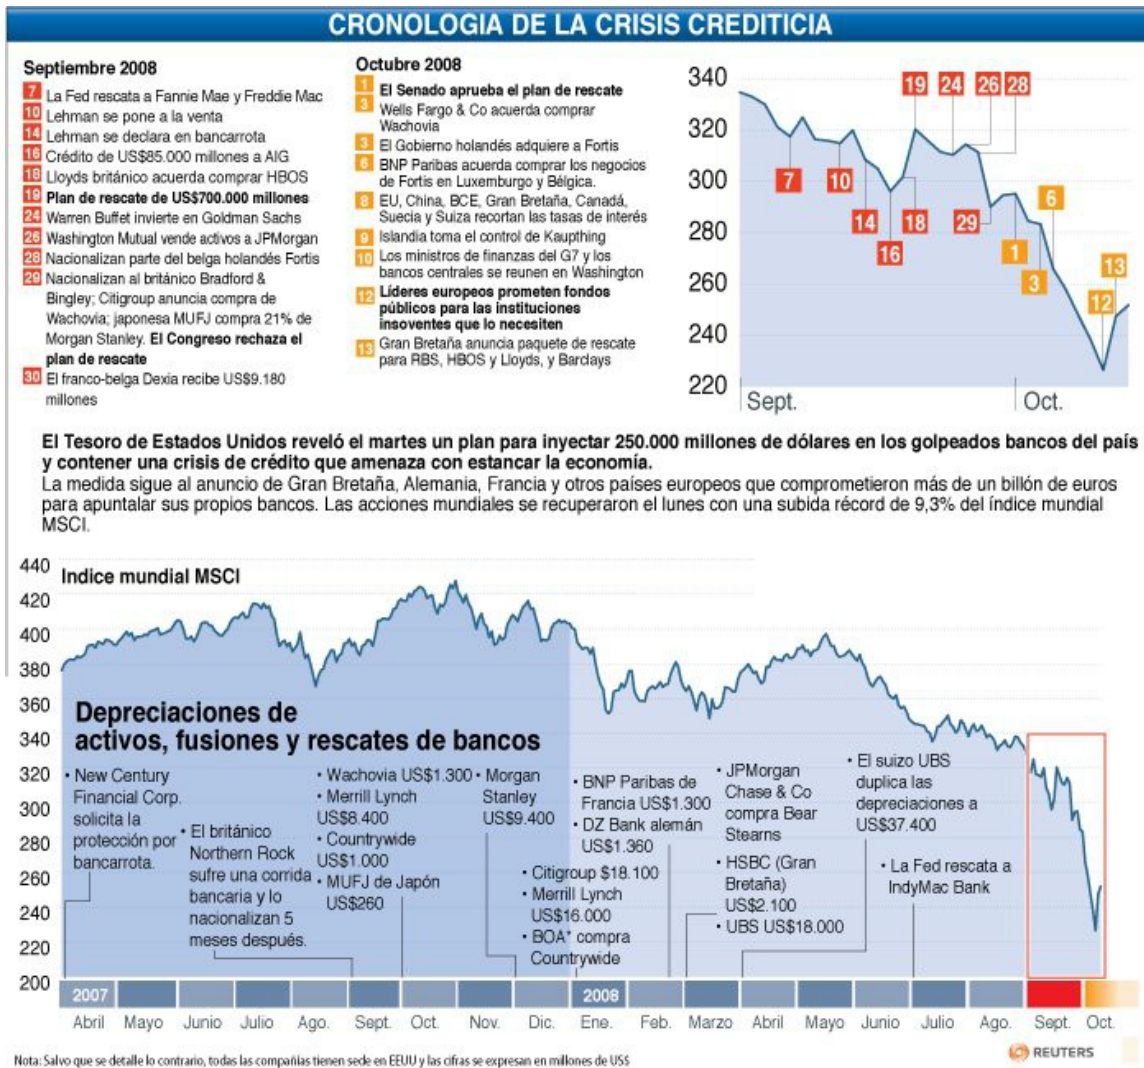 CRONOLOGIA DE LA CRISIS CREDITICIA
Septiembre 2008
7 La Fed rescata a Fannie Mae y Freddie Mac
10 Lehman se pone a la venta
14 Lehman se declara en bancarrota
16 Crédito de US$85.000 millones a AIG
18 Lloyds británico acuerda comprar HBOS
19 Plan de rescate de US$700.000 millones
24 Warren Buffet invierte en Goldman Sachs
26 Washington Mutual vende activos a JPMorgan
28 Nacionalizan parte del belga holandés Fortis
29 Nacionalizan al británico Bradford &
Bingley; Citigroup anuncia compra de
Wachovia; japonesa MUFJ compra 21% de
Morgan Stanley. El Congreso rechaza el
plan de rescate
30 El franco-belga Dexia recibe US$9.180
millones
Octubre 2008
1 El Senado aprueba el plan de rescate
3 Wells Fargo & Co acuerda comprar
Wachovia
3 El Gobierno holandés adquiere a Fortis
6 BNP Paribas acuerda comprar los negocios
de Fortis en Luxemburgo y Bélgica.
8 EU, China, BCE, Gran Bretaña, Canadá,
Suecia y Suiza recortan las tasas de interés
9 Islandia toma el control de Kaupthing
10 Los ministros de finanzas del G7 y los
bancos centrales se reunen en Washington
12 Líderes europeos prometen fondos
públicos para las instituciones
insoventes que lo necesiten
13 Gran Bretaña anuncia paquete de rescate
para RBS, HBOS y Lloyds, y Barclays
340
320
300
280
260
240
220
19 24 26 28
7 10
14 18 29 6
16 1
3 13
12
Sept. Oct.
El Tesoro de Estados Unidos reveló el martes un plan para inyectar 250.000 millones de dólares en los golpeados bancos del país
y contener una crisis de crédito que amenaza con estancar la economía.
La medida sigue al anuncio de Gran Bretaña, Alemania, Francia y otros países europeos que comprometieron más de un billón de euros
para apuntalar sus propios bancos. Las acciones mundiales se recuperaron el lunes con una subida récord de 9,3% del índice mundial
MSCI.
440
420
400
380
360
340
320
300
280
260
240
220
200
Indice mundial MSCI
Depreciaciones de
activos, fusiones y rescates de bancos
• New Century
Financial Corp.
solicita la
protección por
bancarrota.
• El británico
Northern Rock
sufre una corrida
bancaria y lo
nacionalizan 5
meses después.
• Wachovia US$1.300
• Merrill Lynch
US$8.400
• Countrywide
US$1.000
• MUFJ de Japón
US$260
• Morgan
Stanley
US$9.400
• Citigroup $18.100
• Merrill Lynch
US$16.000
• BOA* compra
Countrywide
• BNP Paribas de
Francia US$1.300
• DZ Bank alemán
US$1.360
• JPMorgan
Chase & Co
compra Bear
Stearns
• HSBC (Gran
Bretaña)
US$2.100
• UBS US$18.000
• El suizo UBS
duplica las
depreciaciones a
US$37.400
• La Fed rescata a
IndyMac Bank
2007 2008
Abril Mayo Junio Julio Ago. Sept. Oct. Nov. Dic. Ene. Feb. Marzo Abril Mayo Junio Julio Ago. Sept. Oct.
Nota: Salvo que se detalle lo contrario, todas las compañias tienen sede en EEUU y las cifras se expresan en millones de US$
REUTERS